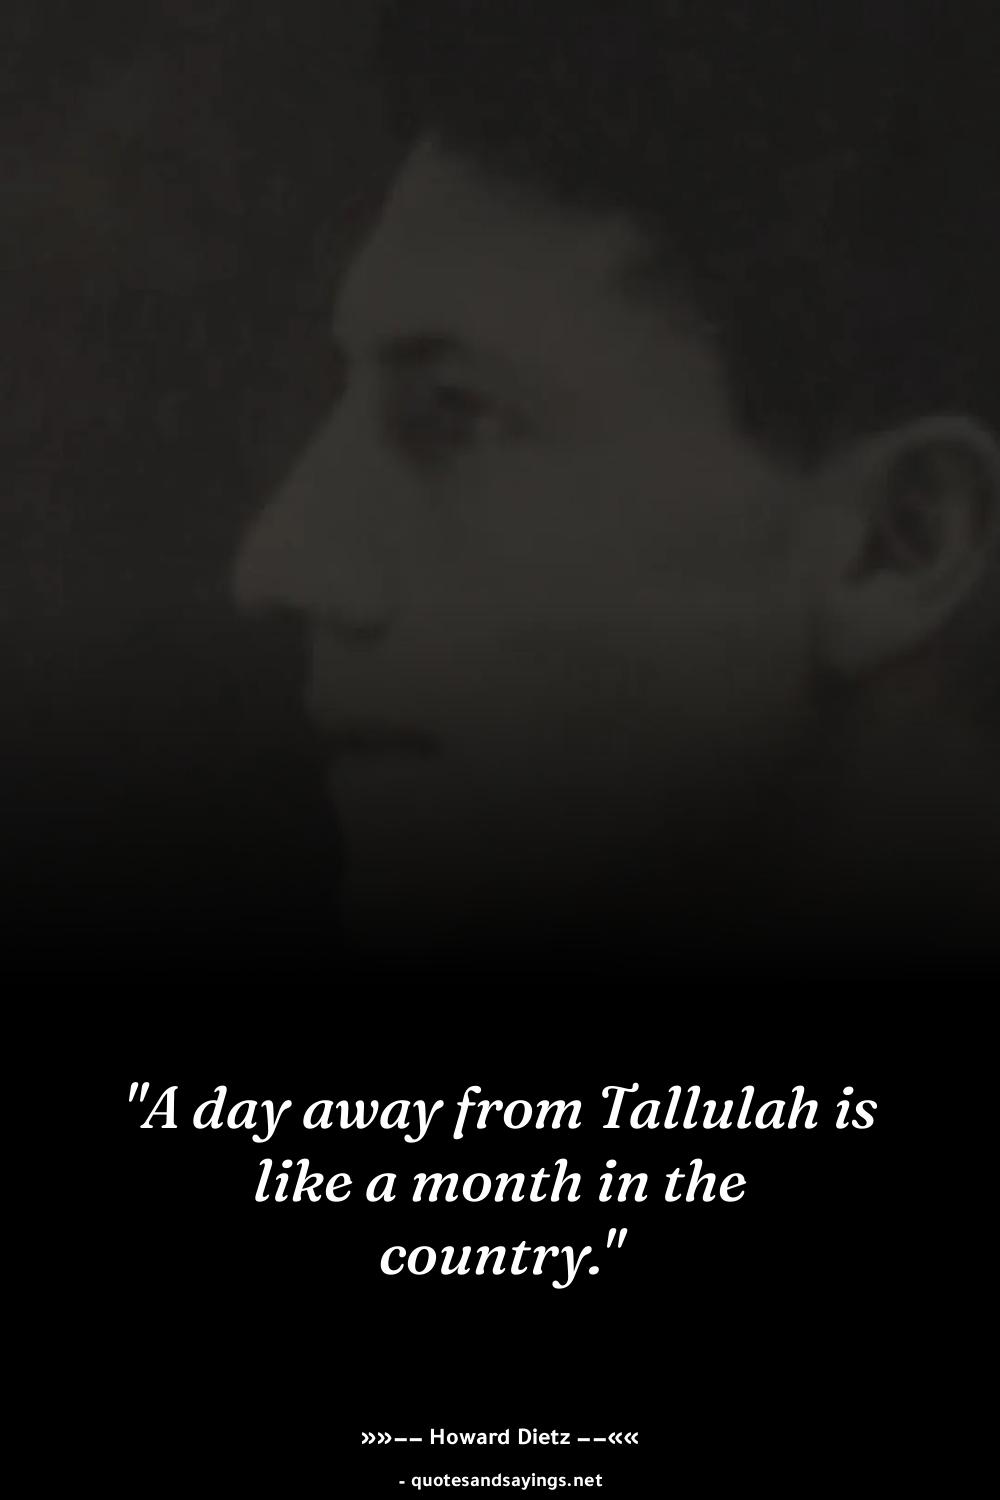 "A day away from Tallulah is
like a month in the
country."
»»−− Howard Dietz −−««
- quotesandsayings.net